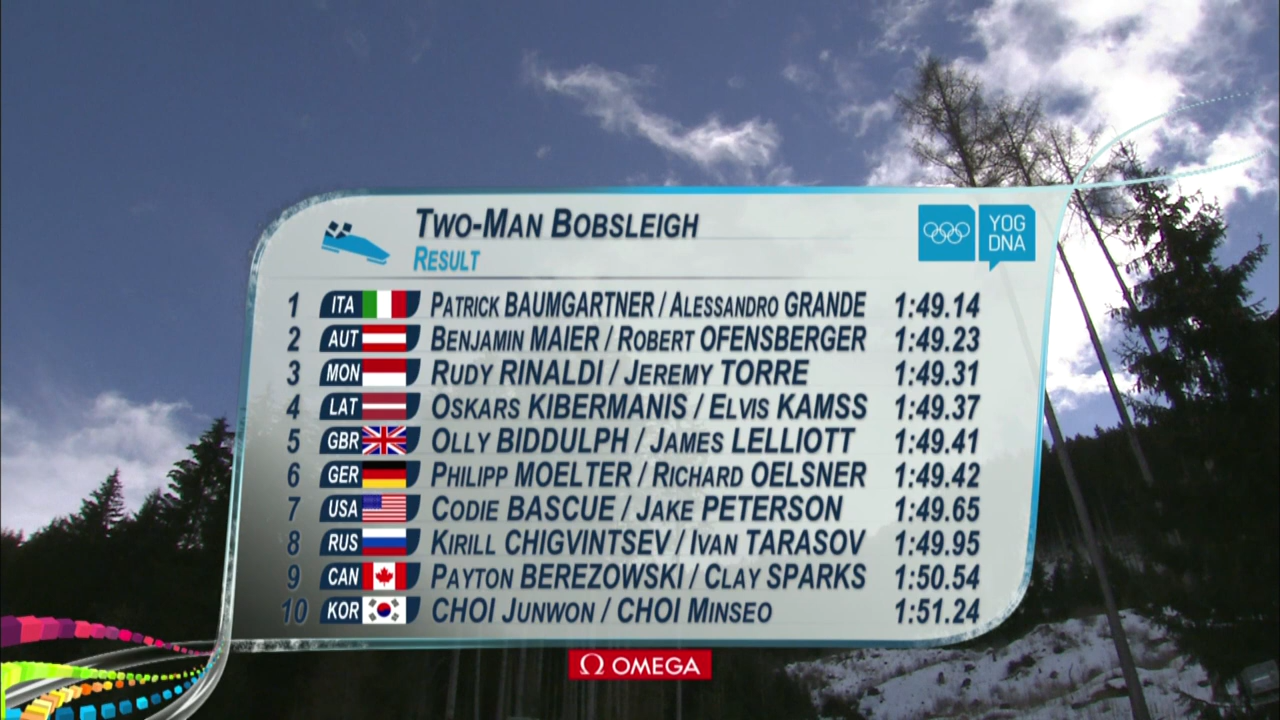 Two-Man Bobsleigh
Result
YOG
DNA
1 ITA Patrick BAUMGARTNER / Alessandro GRANDE 1:49.14
2 AUT Benjamin MAIER / Robert OFENSBERGER 1:49.23
3 MON Rudy RINALDI / Jeremy TORRE 1:49.31
4 LAT Oskars KIBERMANIS / Elvis KAMSS 1:49.37
5 GBR Olly BIDDULPH / James LELLIOTT 1:49.41
6 GER Philipp MOELTER / Richard OELSNER 1:49.42
7 USA Codie BASCUE / Jake PETERSON 1:49.65
8 RUS Kirill CHIGVINTSEV / Ivan TARASOV 1:49.95
9 CAN Payton BEREZOWSKI / Clay SPARKS 1:50.54
10 KOR CHOI Junwon / CHOI Minseo 1:51.24
Ω OMEGA